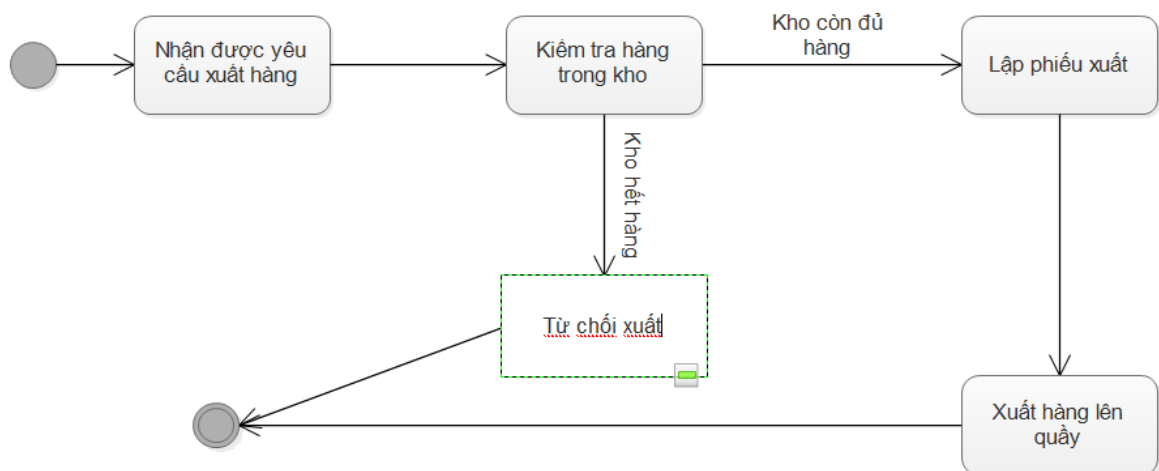 Nhận được yêu
cầu xuất hàng
Kiểm tra hàng
trong kho
Kho còn đủ
hàng
Lập phiếu xuất
Kho hết hàng
Từ chối xuất
Xuất hàng lên
quầy